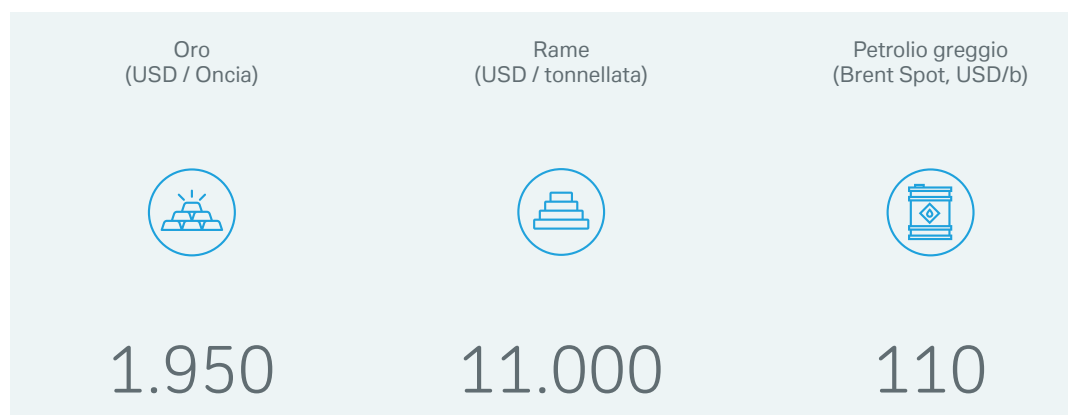 Oro
(USD / Oncia)
Rame
(USD / tonnellata)
Petrolio greggio
(Brent Spot, USD/b)
1.950
11.000
110